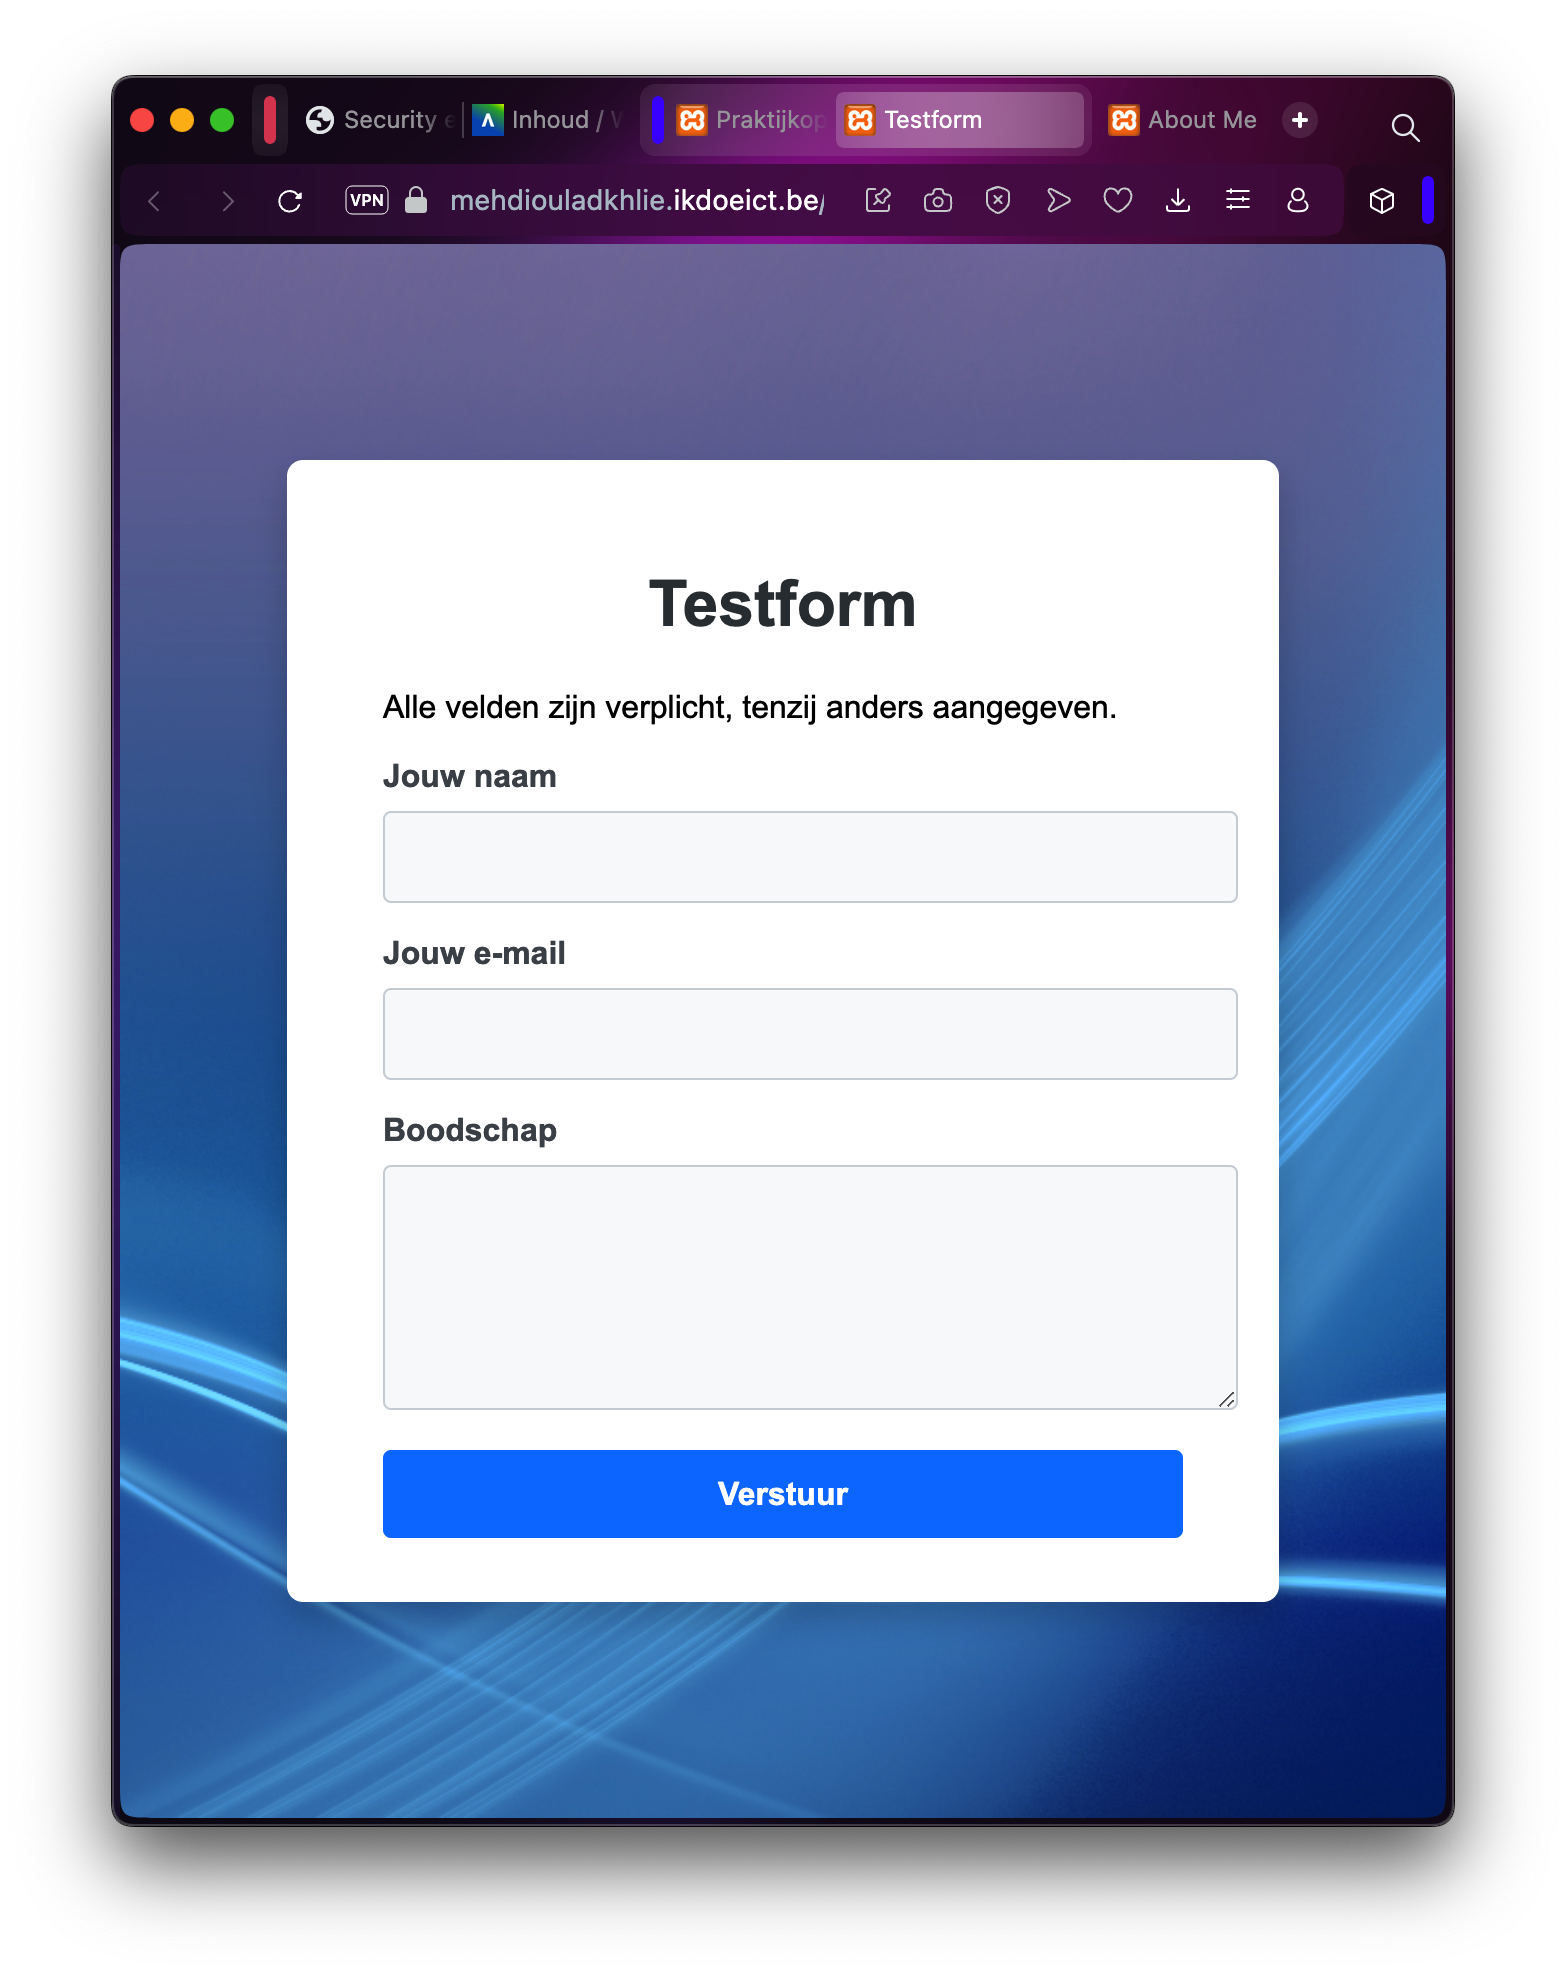 Security
Inhoud /
Praktijkop
Testform
About Me
VPN
mehdiouladkhlie.ikdoeict.be/
Testform
Alle velden zijn verplicht, tenzij anders aangegeven.
Jouw naam
Jouw e-mail
Boodschap
Verstuur